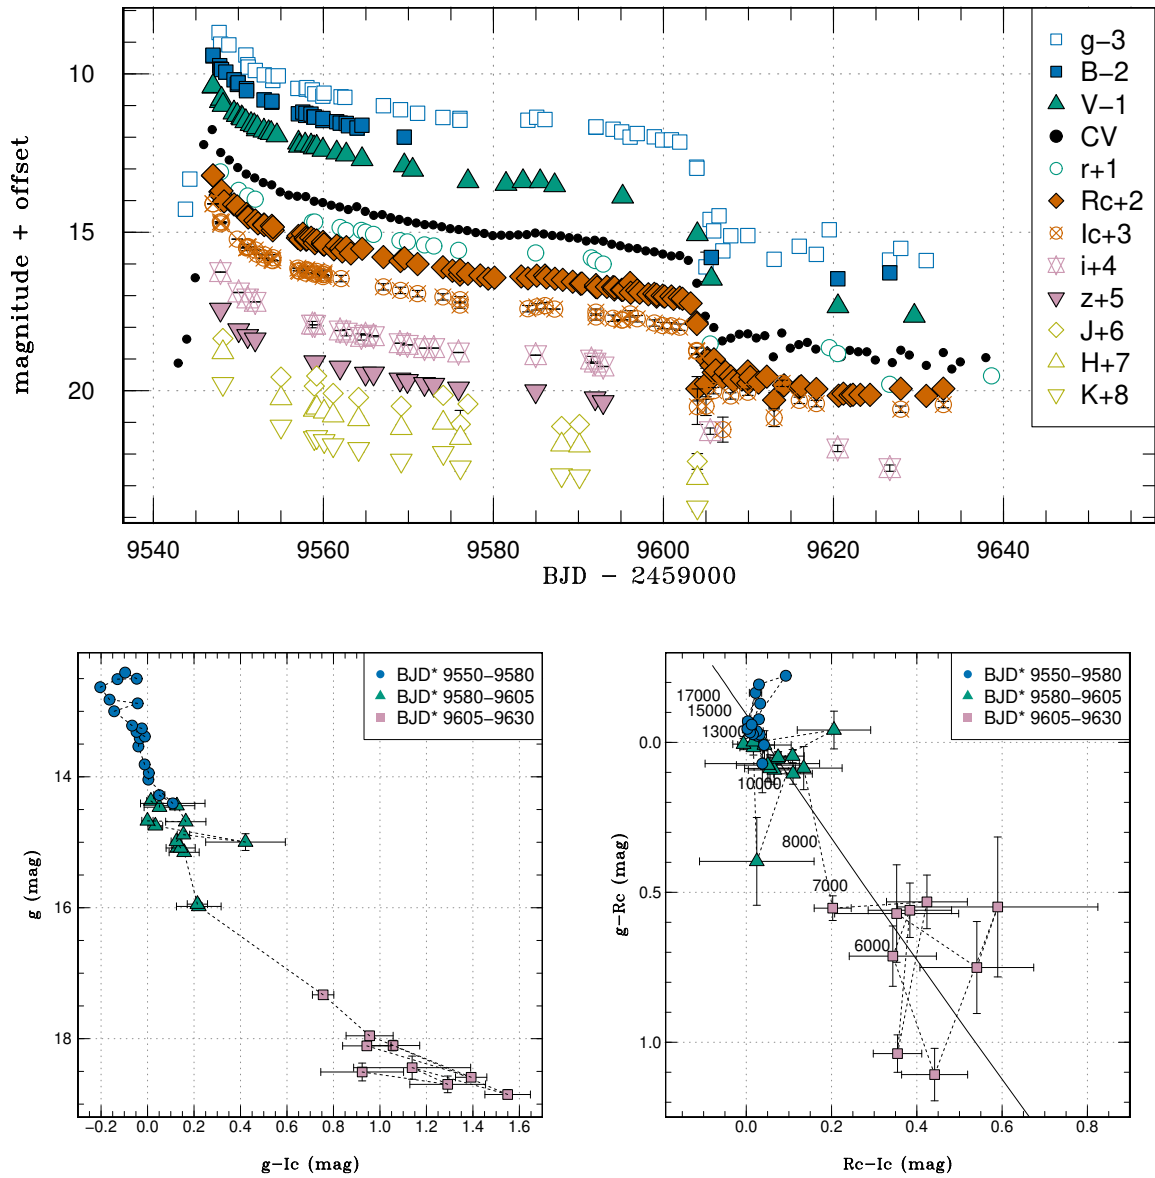 magnitude + offset
10
15
20
9540
9560
9580
9600
9620
9640
BJD − 2459000
g−3
B−2
V−1
CV
r+1
Rc+2
Ic+3
i+4
z+5
J+6
H+7
K+8
g (mag)
14
16
18
−0.2
0.0
0.2
0.4
0.6
0.8
1.0
1.2
1.4
1.6
g−Ic (mag)
BJD* 9550−9580
BJD* 9580−9605
BJD* 9605−9630
g−Rc (mag)
0.0
0.5
1.0
0.0
0.2
0.4
0.6
0.8
Rc−Ic (mag)
BJD* 9550−9580
BJD* 9580−9605
BJD* 9605−9630
17000
15000
13000
10000
8000
7000
6000